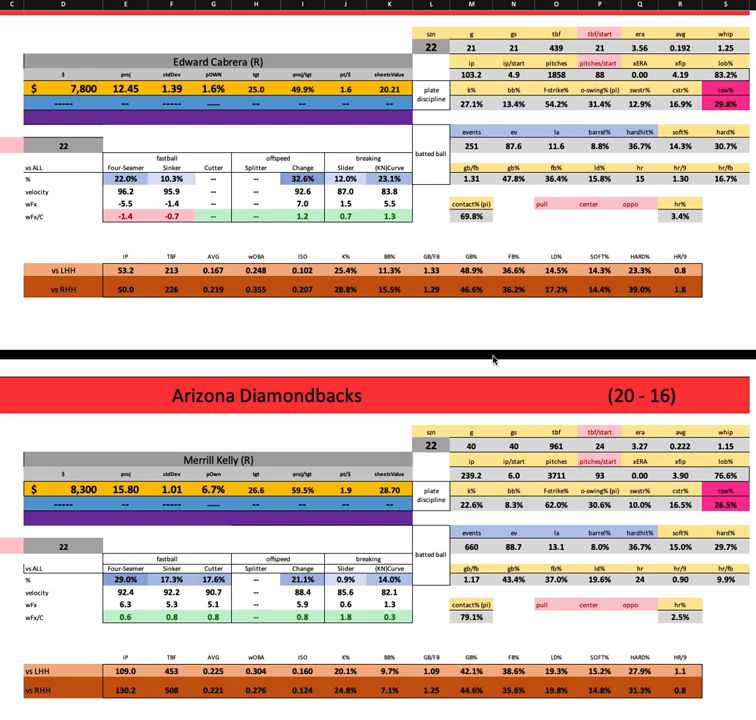 C D E F G H I J K L M N O P Q R S
szn g gs tbf tbf/start era avg whip
22 21 21 439 21 3.56 0.192 1.25
Edward Cabrera (R) ip ip/start pitches pitches/start xERA xfip lob%
$ proj stdDev pOWN tgt proj/tgt pt/$ sheetsValue 103.2 4.9 1858 88 0.00 4.19 83.2%
$ 7,800 12.45 1.39 1.6% 25.0 49.9% 1.6 20.21 plate discipline k% bb% f-strike% o-swing% (pi) swstr% cstr% csw%
----- -- -- ----- -- -- -- -- 27.1% 13.4% 54.2% 31.4% 12.9% 16.9% 29.8%
batted ball events ev la barrel% hardhit% soft% hard%
22 251 87.6 11.6 8.8% 36.7% 14.3% 30.7%
fastball offspeed breaking
vs ALL Four-Seamer Sinker Cutter Splitter Change Slider (KN)Curve gb/fb gb% fb% ld% hr hr/9 hr/fb
% 22.0% 10.3% -- -- 32.6% 12.0% 23.1% 1.31 47.8% 36.4% 15.8% 15 1.30 16.7%
velocity 96.2 95.9 -- -- 92.6 87.0 83.8
wFx -5.5 -1.4 -- -- 7.0 1.5 5.5 contact% (pi) pull center oppo hr%
wFx/C -1.4 -0.7 -- -- 1.2 0.7 1.3 69.8% 3.4%
IP TBF AVG wOBA ISO K% BB% GB/FB GB% FB% LD% SOFT% HARD% HR/9
vs LHH 53.2 213 0.167 0.248 0.102 25.4% 11.3% 1.33 48.9% 36.6% 14.5% 14.3% 23.3% 0.8
vs RHH 50.0 226 0.219 0.355 0.207 28.8% 15.5% 1.29 46.6% 36.2% 17.2% 14.4% 39.0% 1.8
Arizona Diamondbacks (20 - 16)
szn g gs tbf tbf/start era avg whip
22 40 40 961 24 3.27 0.222 1.15
Merrill Kelly (R) ip ip/start pitches pitches/start xERA xfip lob%
$ proj stdDev pOwn tgt proj/tgt pt/$ sheetsValue 239.2 6.0 3711 93 0.00 3.90 76.6%
$ 8,300 15.80 1.01 6.7% 26.6 59.5% 1.9 28.70 plate discipline k% bb% f-strike% o-swing% (pi) swstr% cstr% csw%
----- -- -- ----- -- -- -- -- 22.6% 8.3% 62.0% 30.6% 10.0% 16.5% 26.5%
batted ball events ev la barrel% hardhit% soft% hard%
22 660 88.7 13.1 8.0% 36.7% 15.0% 29.7%
fastball offspeed breaking
vs ALL Four-Seamer Sinker Cutter Splitter Change Slider (KN)Curve gb/fb gb% fb% ld% hr hr/9 hr/fb
% 29.0% 17.3% 17.6% -- 21.1% 0.9% 14.0% 1.17 43.4% 37.0% 19.6% 24 0.90 9.9%
velocity 92.4 92.2 90.7 -- 88.4 85.6 82.1
wFx 6.3 5.3 5.1 -- 5.9 0.6 1.3 contact% (pi) pull center oppo hr%
wFx/C 0.6 0.8 0.8 -- 0.8 1.8 0.3 79.1% 2.5%
IP TBF AVG wOBA ISO K% BB% GB/FB GB% FB% LD% SOFT% HARD% HR/9
vs LHH 109.0 453 0.225 0.304 0.160 20.1% 9.7% 1.09 42.1% 38.6% 19.3% 15.2% 27.9% 1.1
vs RHH 130.2 508 0.221 0.276 0.124 24.8% 7.1% 1.25 44.6% 35.6% 19.8% 14.8% 31.3% 0.8